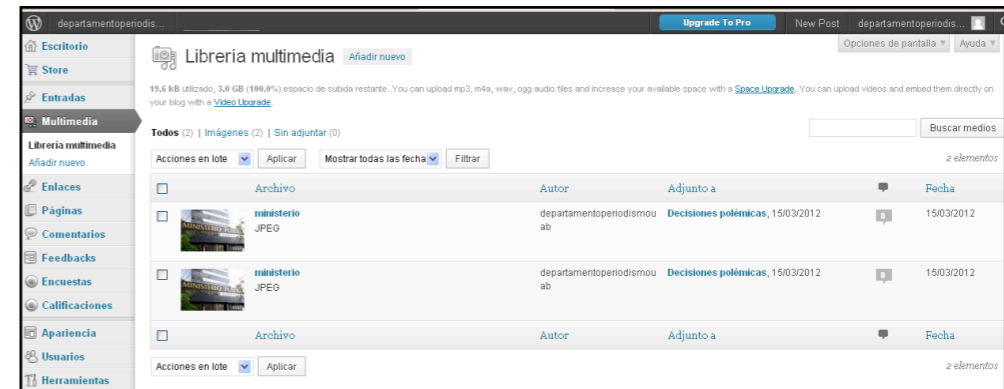 departamentoperiodis...
Upgrade To Pro
New Post
departamentoperiodis...
Escritorio
Store
Entradas
Multimedia
Librería multimedia
Añadir nuevo
Enlaces
Páginas
Comentarios
Feedbacks
Encuestas
Calificaciones
Apariencia
Usuarios
Herramientas
Opciones de pantalla
Ayuda
Librería multimedia Añadir nuevo
19,6 kB utilizado, 3,0 GB (100,0%) espacio de subida restante. You can upload mp3, m4a, wav, ogg audio files and increase your available space with a Space Upgrade. You can upload videos and embed them directly on
your blog with a Video Upgrade.
Todos (2) | Imágenes (2) | Sin adjuntar (0)
Buscar medios
Acciones en lote Aplicar Mostrar todas las fecha Filtrar 2 elementos
Archivo Autor Adjunto a Fecha
ministerio departamentoperiodismou Decisiones polémicas, 15/03/2012 0 15/03/2012
JPEG ab
ministerio departamentoperiodismou Decisiones polémicas, 15/03/2012 0 15/03/2012
JPEG ab
Archivo Autor Adjunto a Fecha
Acciones en lote Aplicar 2 elementos